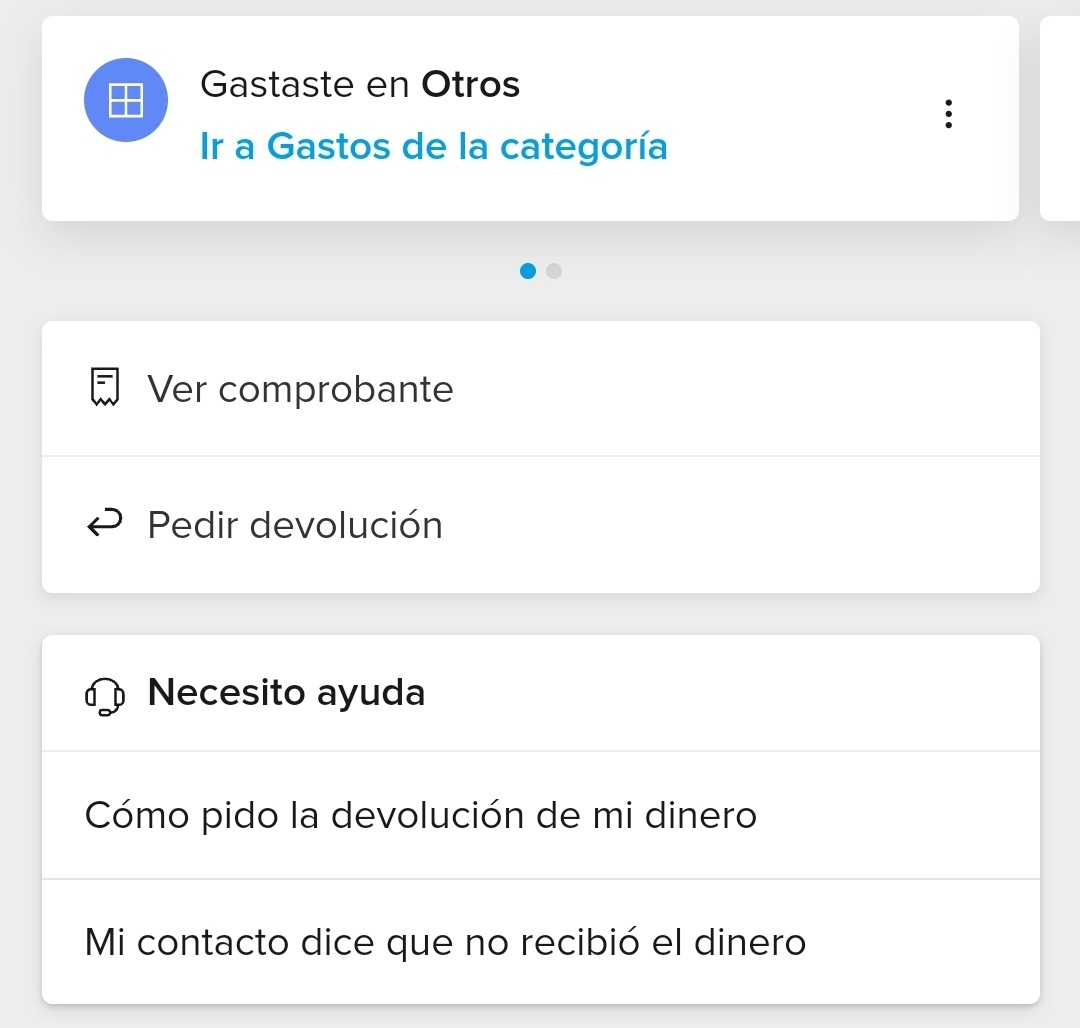 Gastaste en Otros
Ir a Gastos de la categoría
Ver comprobante
Pedir devolución
Necesito ayuda
Cómo pido la devolución de mi dinero
Mi contacto dice que no recibió el dinero